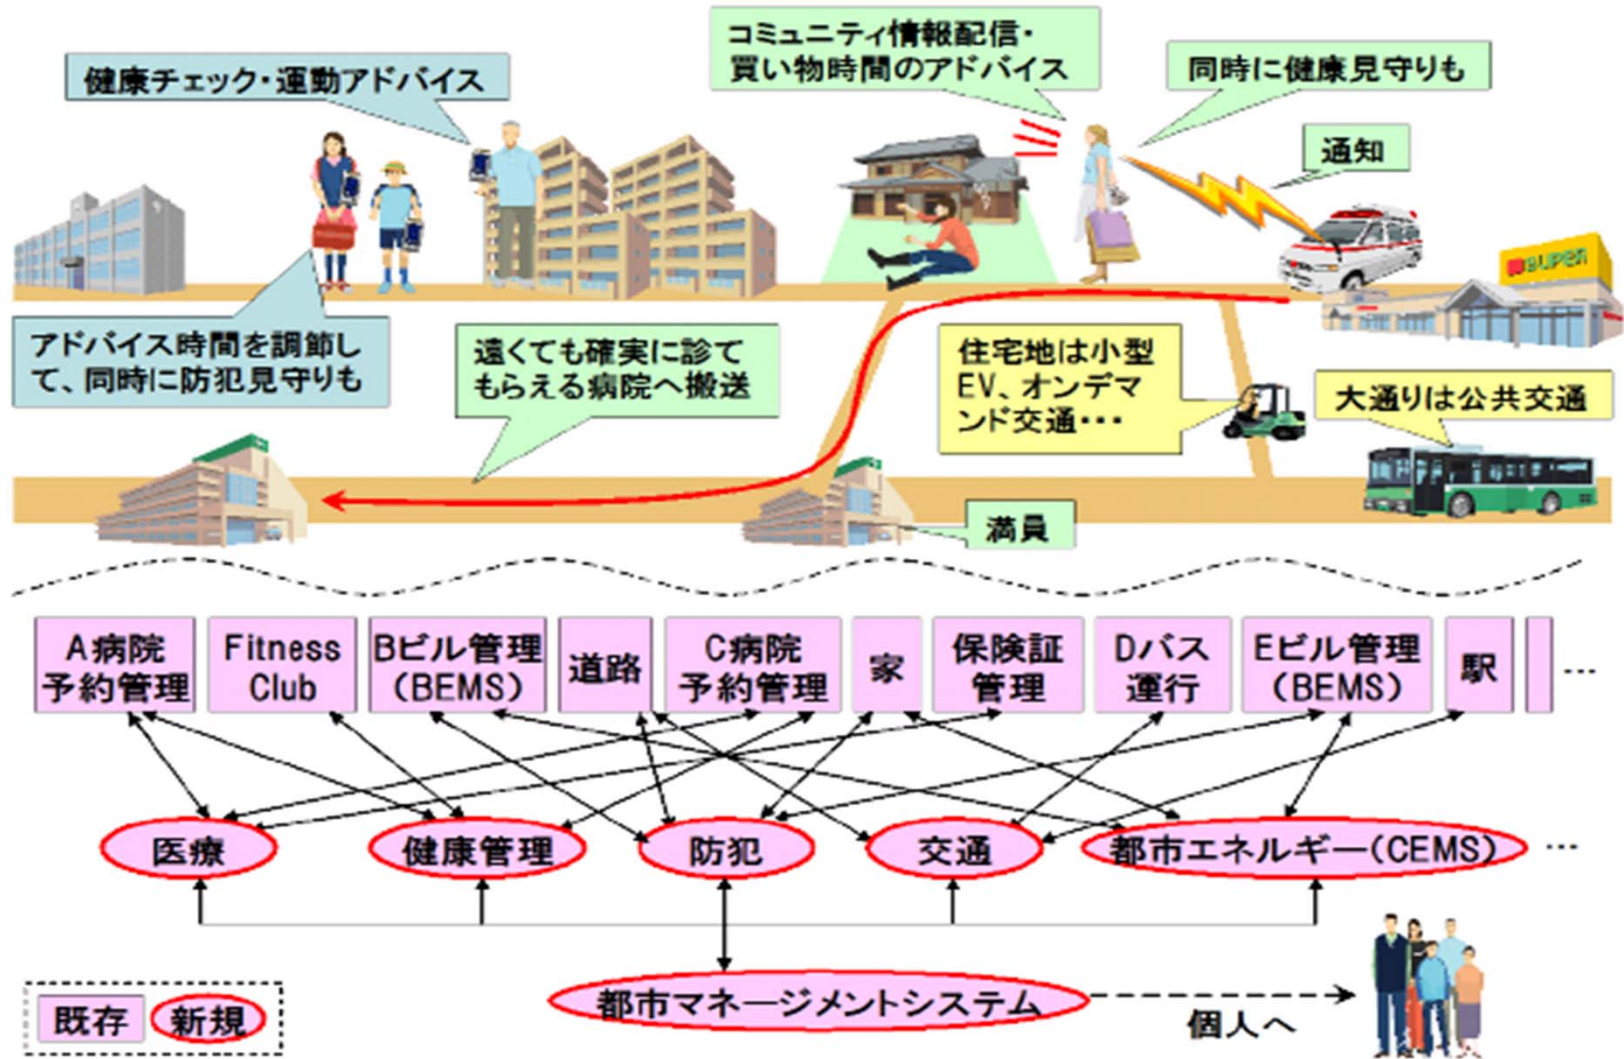 健康チェック・運動アドバイス
コミュニティ情報配信・
買い物時間のアドバイス
同時に健康見守りも
通知
SUPER
アドバイス時間を調節し
て、同時に防犯見守りも
遠くても確実に診て
もらえる病院へ搬送
住宅地は小型
EV、オンデマ
ンド交通・・・
大通りは公共交通
満員
A病院
予約管理
Fitness
Club
Bビル管理
(BEMS)
道路
C病院
予約管理
家
保険証
管理
Dバス
運行
Eビル管理
(BEMS)
駅
…
医療
健康管理
防犯
交通
都市エネルギー(CEMS)
…
都市マネージメントシステム
個人へ
既存
新規